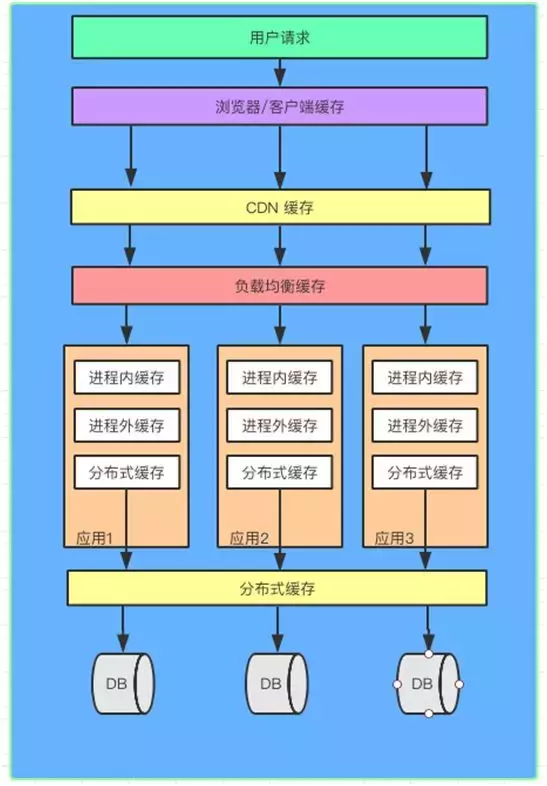 用户请求
浏览器/客户端缓存
CDN 缓存
负载均衡缓存
进程内缓存
进程外缓存
分布式缓存
应用1
进程内缓存
进程外缓存
分布式缓存
应用2
进程内缓存
进程外缓存
分布式缓存
应用3
分布式缓存
DB
DB
DB